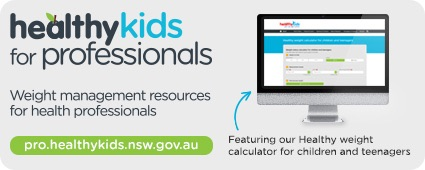 healthykids
for professionals
Weight management resources
for health professionals
pro.healthykids.nsw.gov.au
Featuring our Healthy weight
calculator for children and teenagers